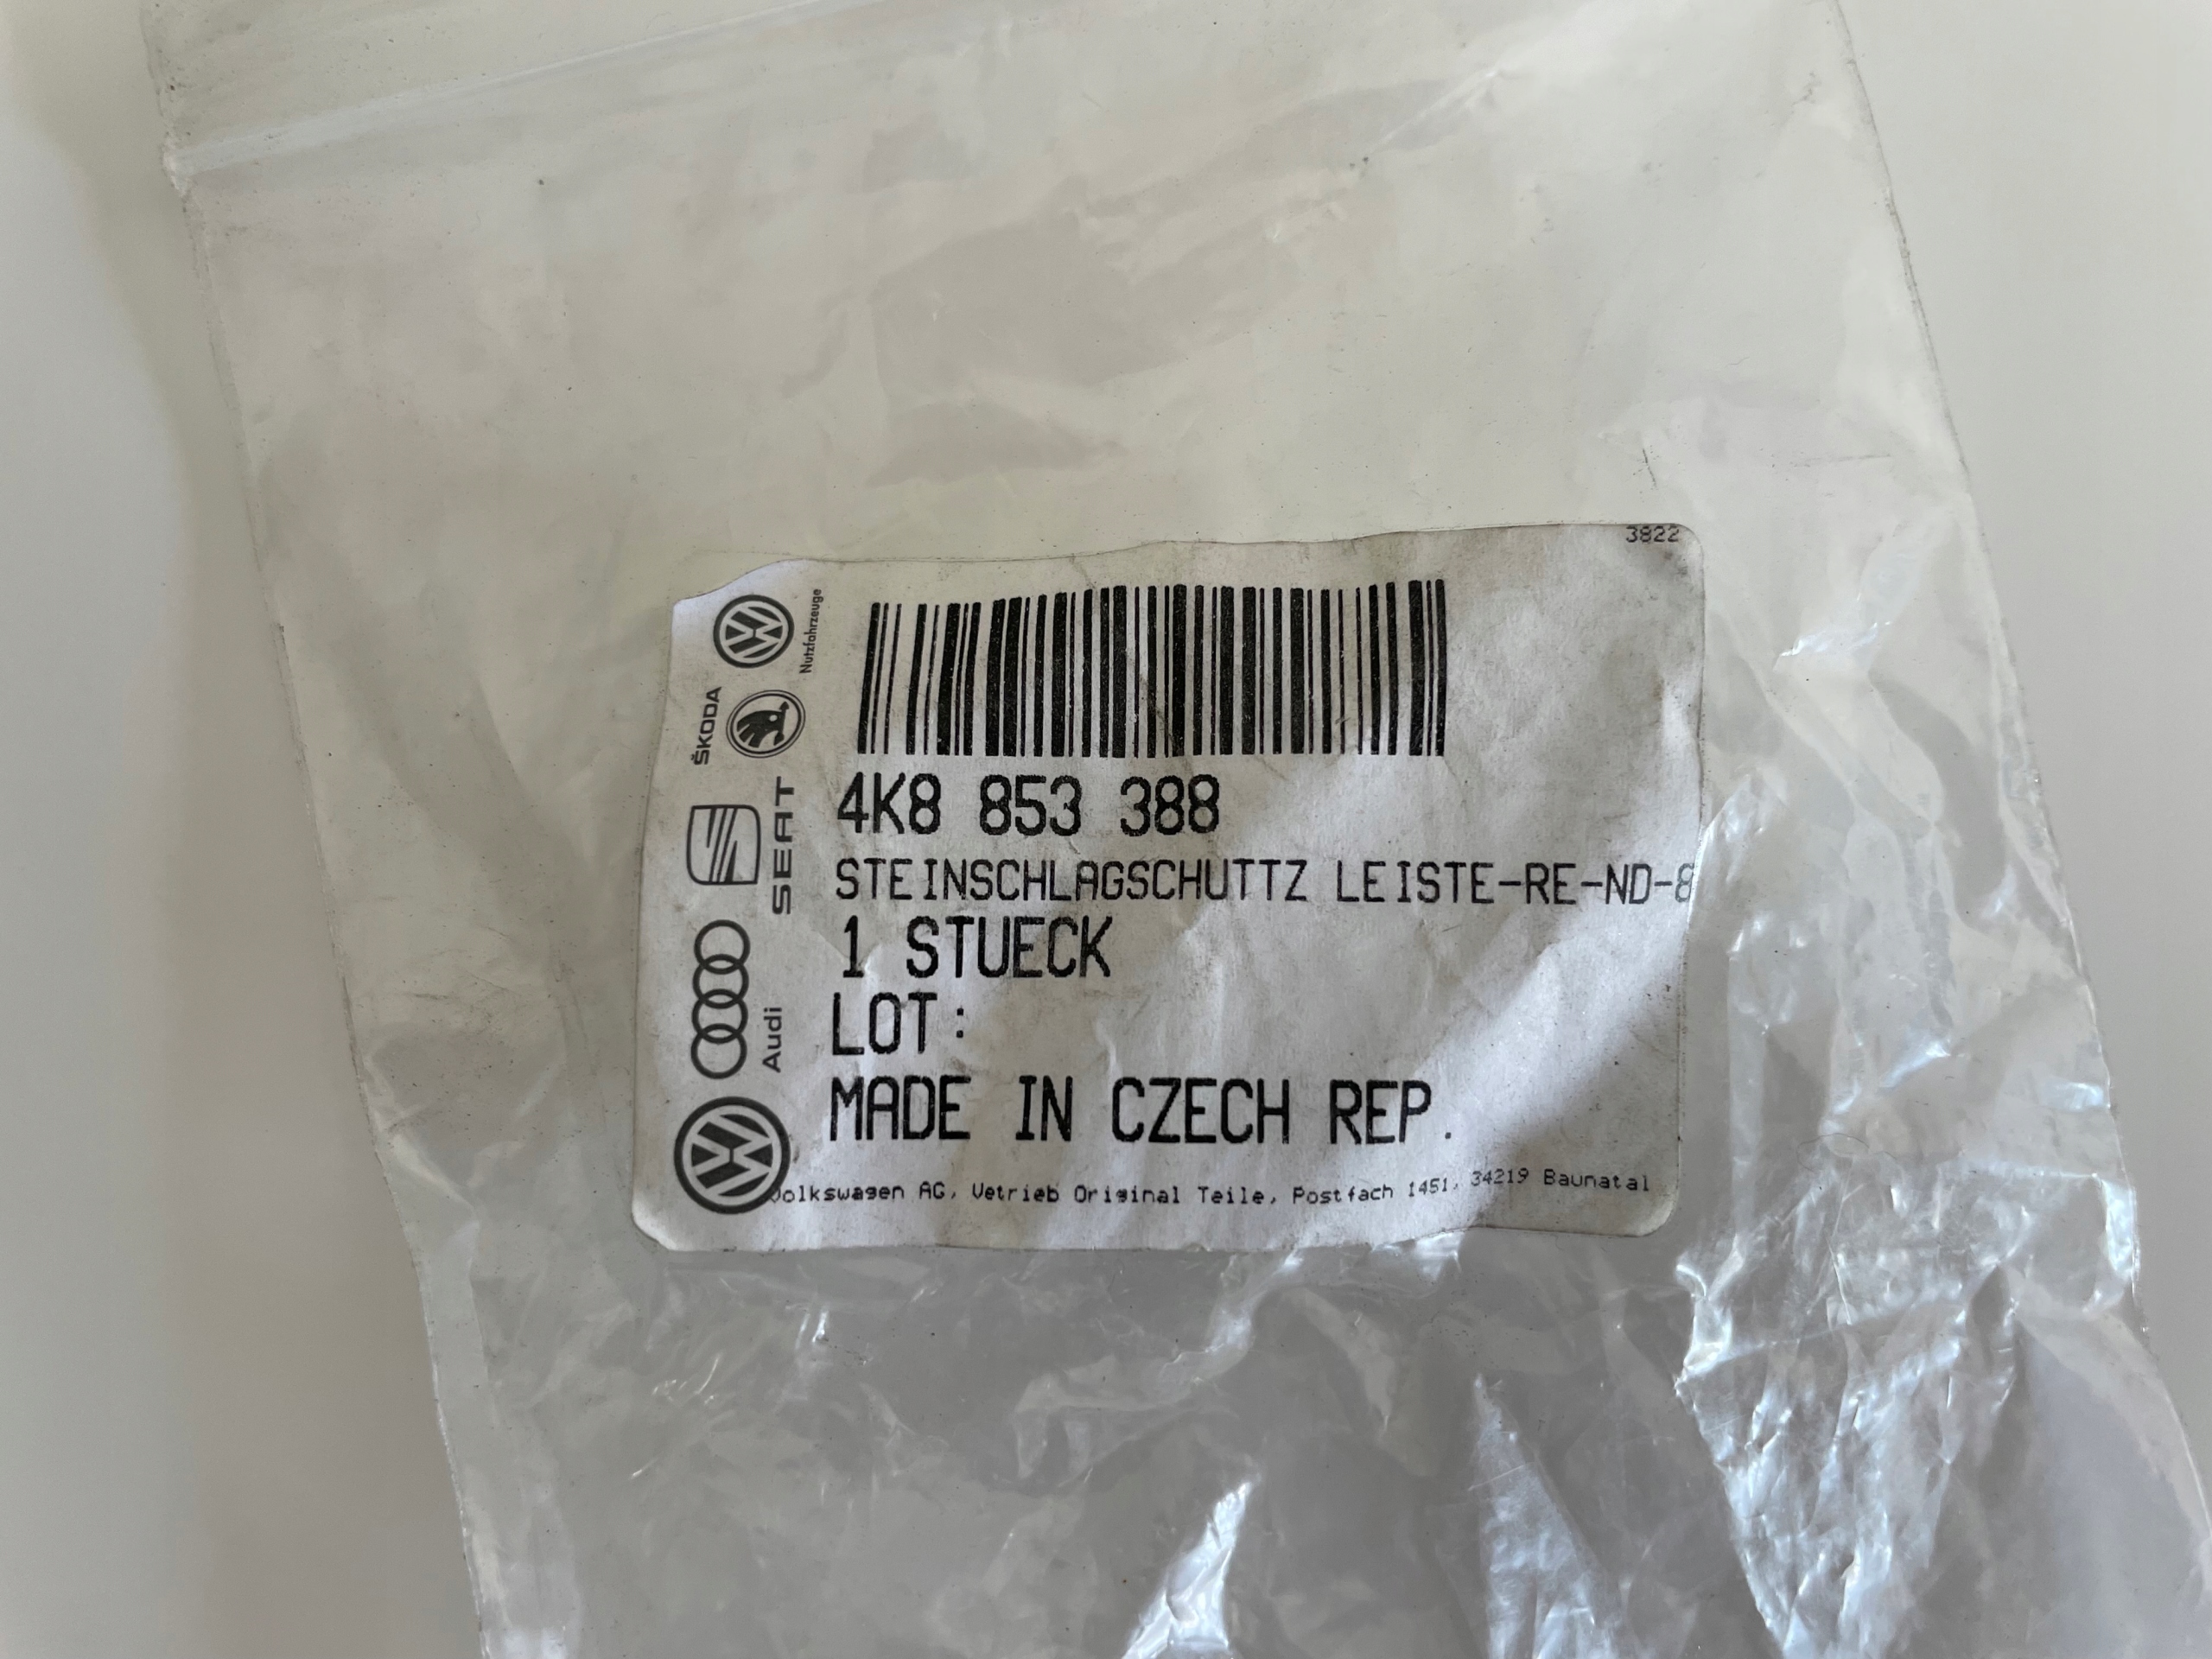 3822
Nutzfahrzeuge
ŠKODA
SEAT
Audi
4K8 853 388
STEINSCHLAGSCHUTTZ LEISTE-RE-ND-8
1 STUECK
LOT:
MADE IN CZECH REP.
Volkswagen AG, Vetrieb Original Teile, Postfach 1451, 34219 Baunatal